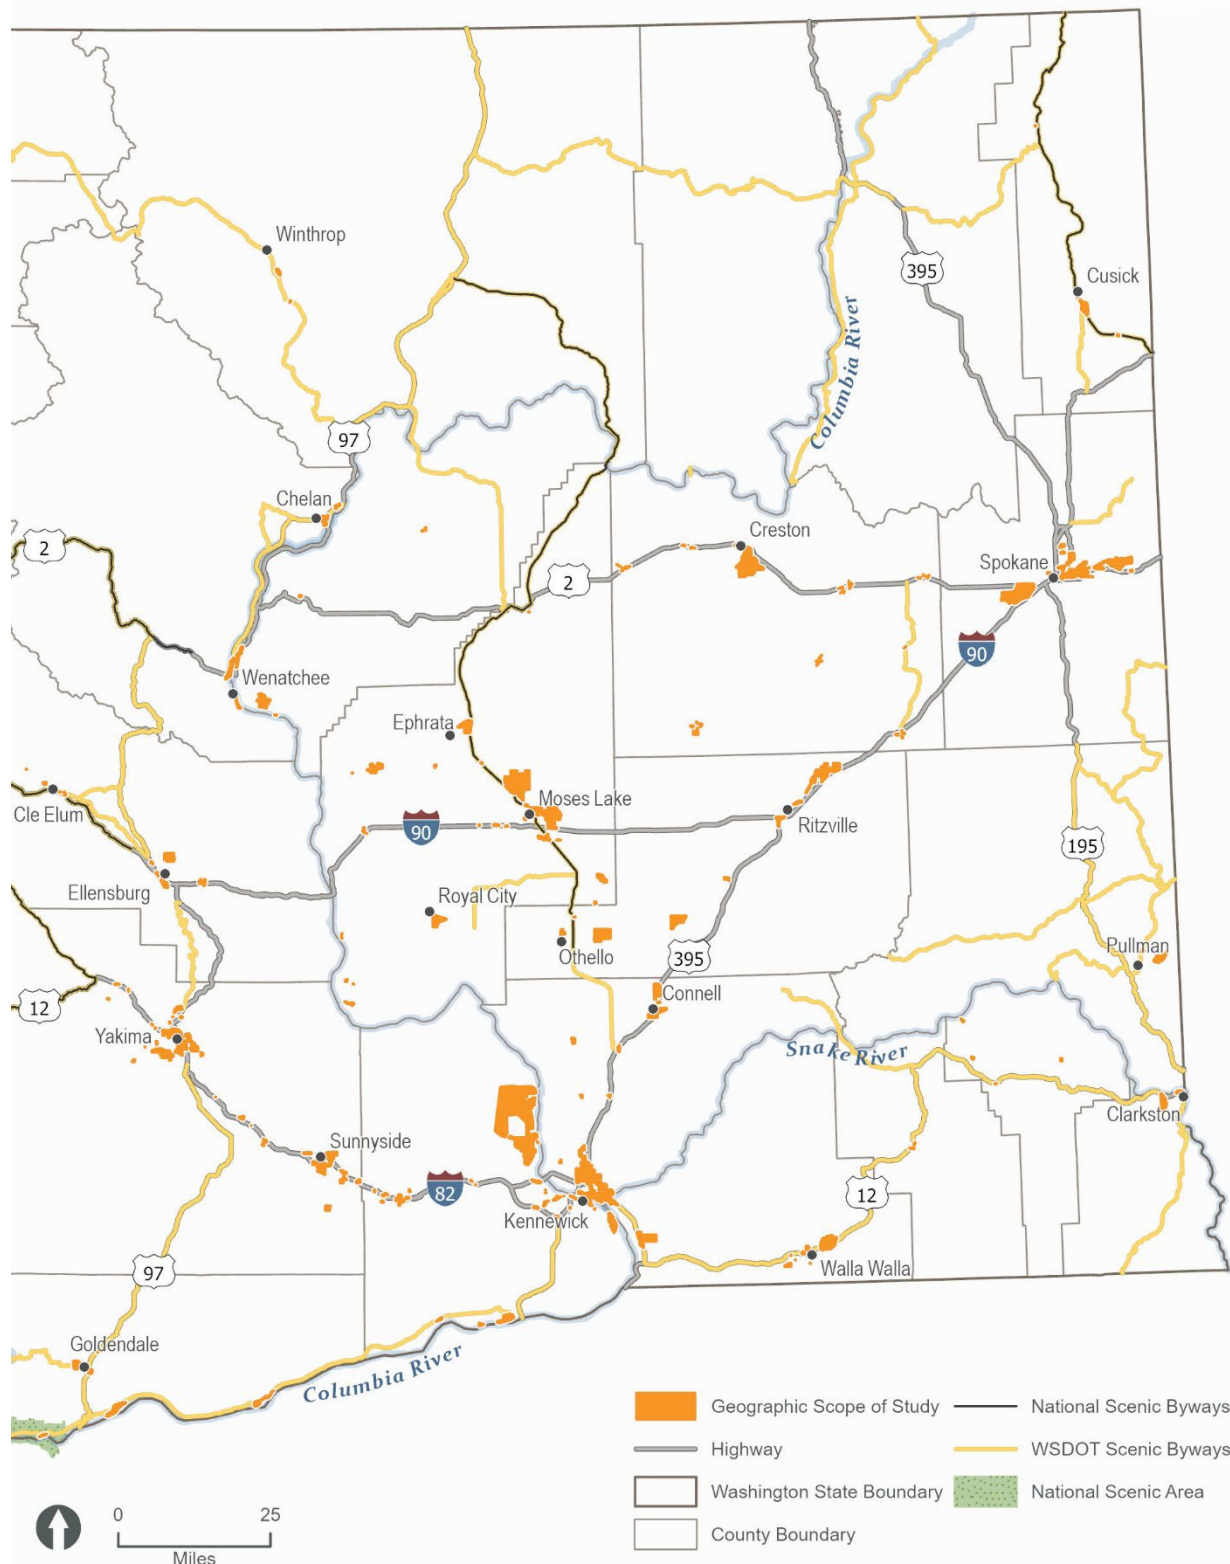 Winthrop
395
Cusick
Columbia River
97
Chelan
2
Creston
2
Spokane
90
Wenatchee
Ephrata
Moses Lake
Cle Elum
90
Ritzville
195
Ellensburg
Royal City
Othello
395
Pullman
12
Connell
Yakima
Snake River
Clarkston
Sunnyside
82
12
Kennewick
Walla Walla
97
Goldendale
Columbia River
Geographic Scope of Study
National Scenic Byways
Highway
WSDOT Scenic Byways
Washington State Boundary
National Scenic Area
County Boundary
0 25
Miles